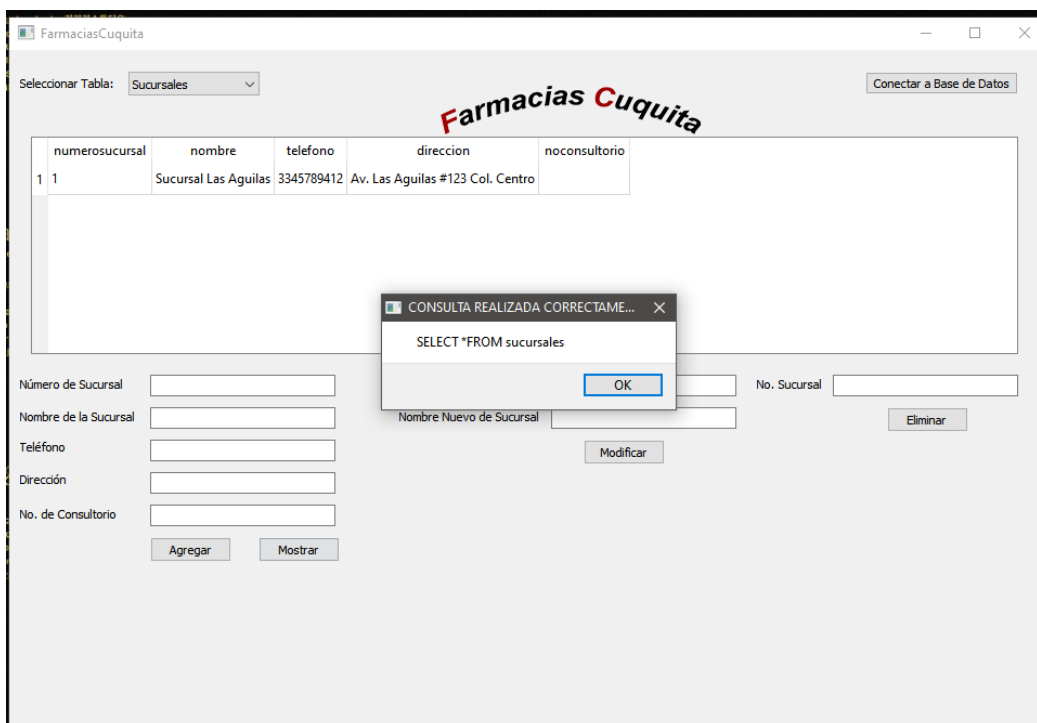 FarmaciasCuquita
Seleccionar Tabla: Sucursales Conectar a Base de Datos
Farmacias Cuquita
numerosucursal nombre telefono direccion noconsultorio
1 1 Sucursal Las Aguilas 3345789412 Av. Las Aguilas #123 Col. Centro
CONSULTA REALIZADA CORRECTAME...
SELECT *FROM sucursales
OK
Número de Sucursal No. Sucursal
Nombre de la Sucursal Nombre Nuevo de Sucursal Eliminar
Teléfono Modificar
Dirección
No. de Consultorio
Agregar Mostrar